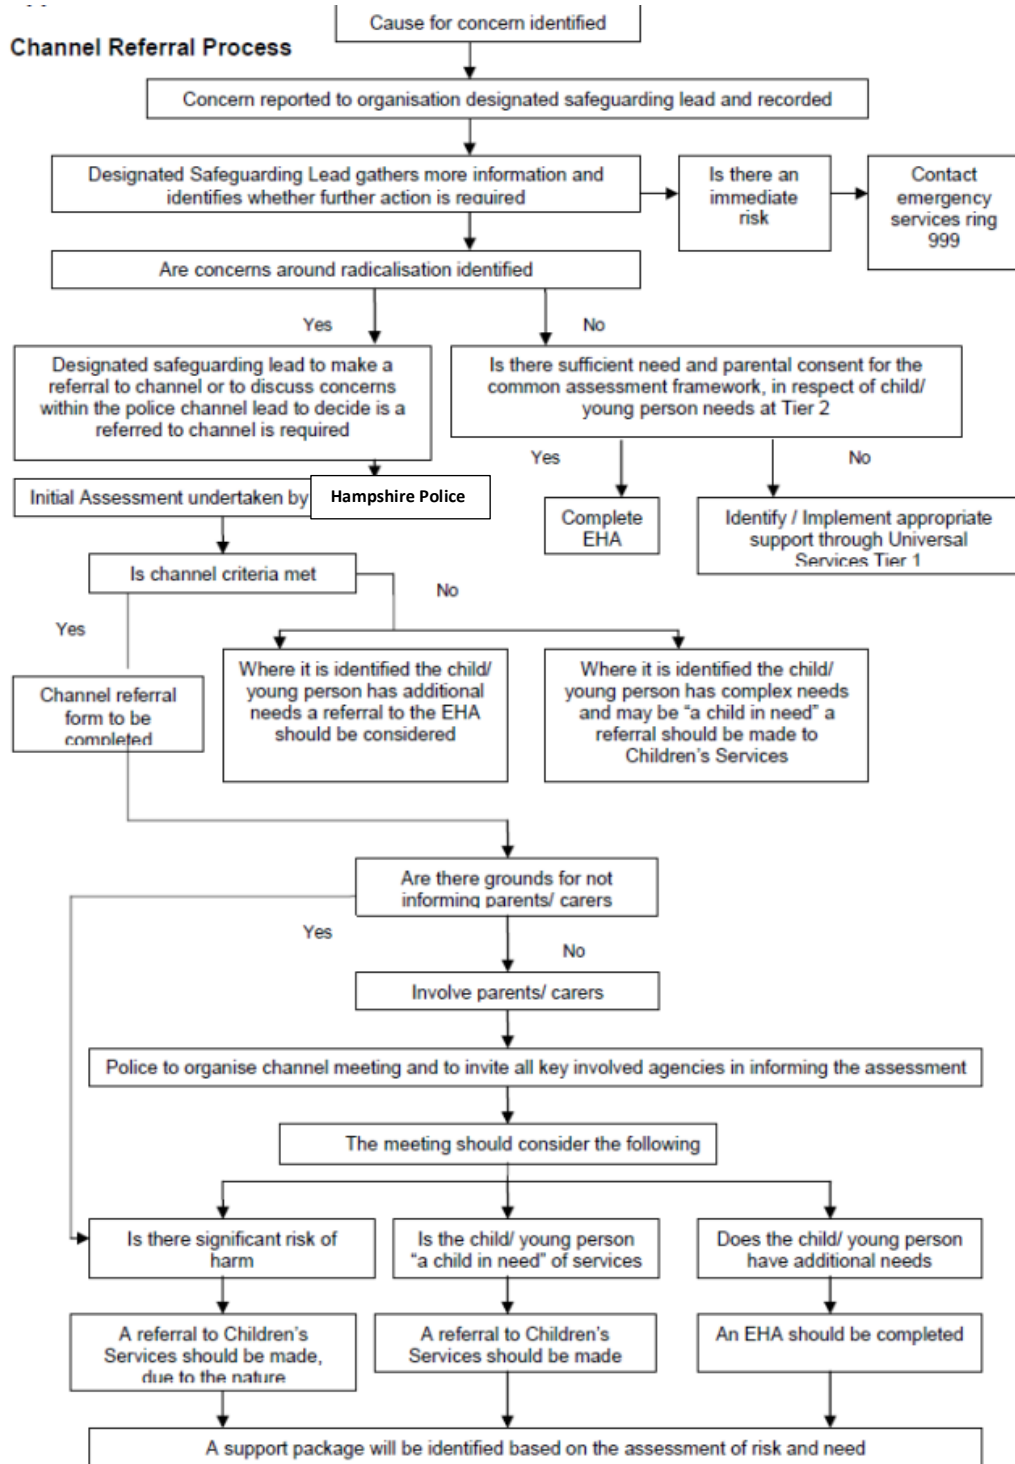 Cause for concern identified
Channel Referral Process
Concern reported to organisation designated safeguarding lead and recorded
Designated Safeguarding Lead gathers more information and
identifies whether further action is required
Is there an
immediate
risk
Contact
emergency
services ring
999
Are concerns around radicalisation identified
Yes
No
Designated safeguarding lead to make a
referral to channel or to discuss concerns
within the police channel lead to decide is a
referred to channel is required
Is there sufficient need and parental consent for the
common assessment framework, in respect of child/
young person needs at Tier 2
Yes
No
Initial Assessment undertaken by
Hampshire Police
Complete
EHA
Identify / Implement appropriate
support through Universal
Services Tier 1
Is channel criteria met
No
Yes
Channel referral
form to be
completed
Where it is identified the child/
young person has additional
needs a referral to the EHA
should be considered
Where it is identified the child/
young person has complex needs
and may be “a child in need” a
referral should be made to
Children’s Services
Are there grounds for not
informing parents/ carers
Yes
No
Involve parents/ carers
Police to organise channel meeting and to invite all key involved agencies in informing the assessment
The meeting should consider the following
Is there significant risk of
harm
Is the child/ young person
“a child in need” of services
Does the child/ young person
have additional needs
A referral to Children’s
Services should be made,
due to the nature
A referral to Children’s
Services should be made
An EHA should be completed
A support package will be identified based on the assessment of risk and need